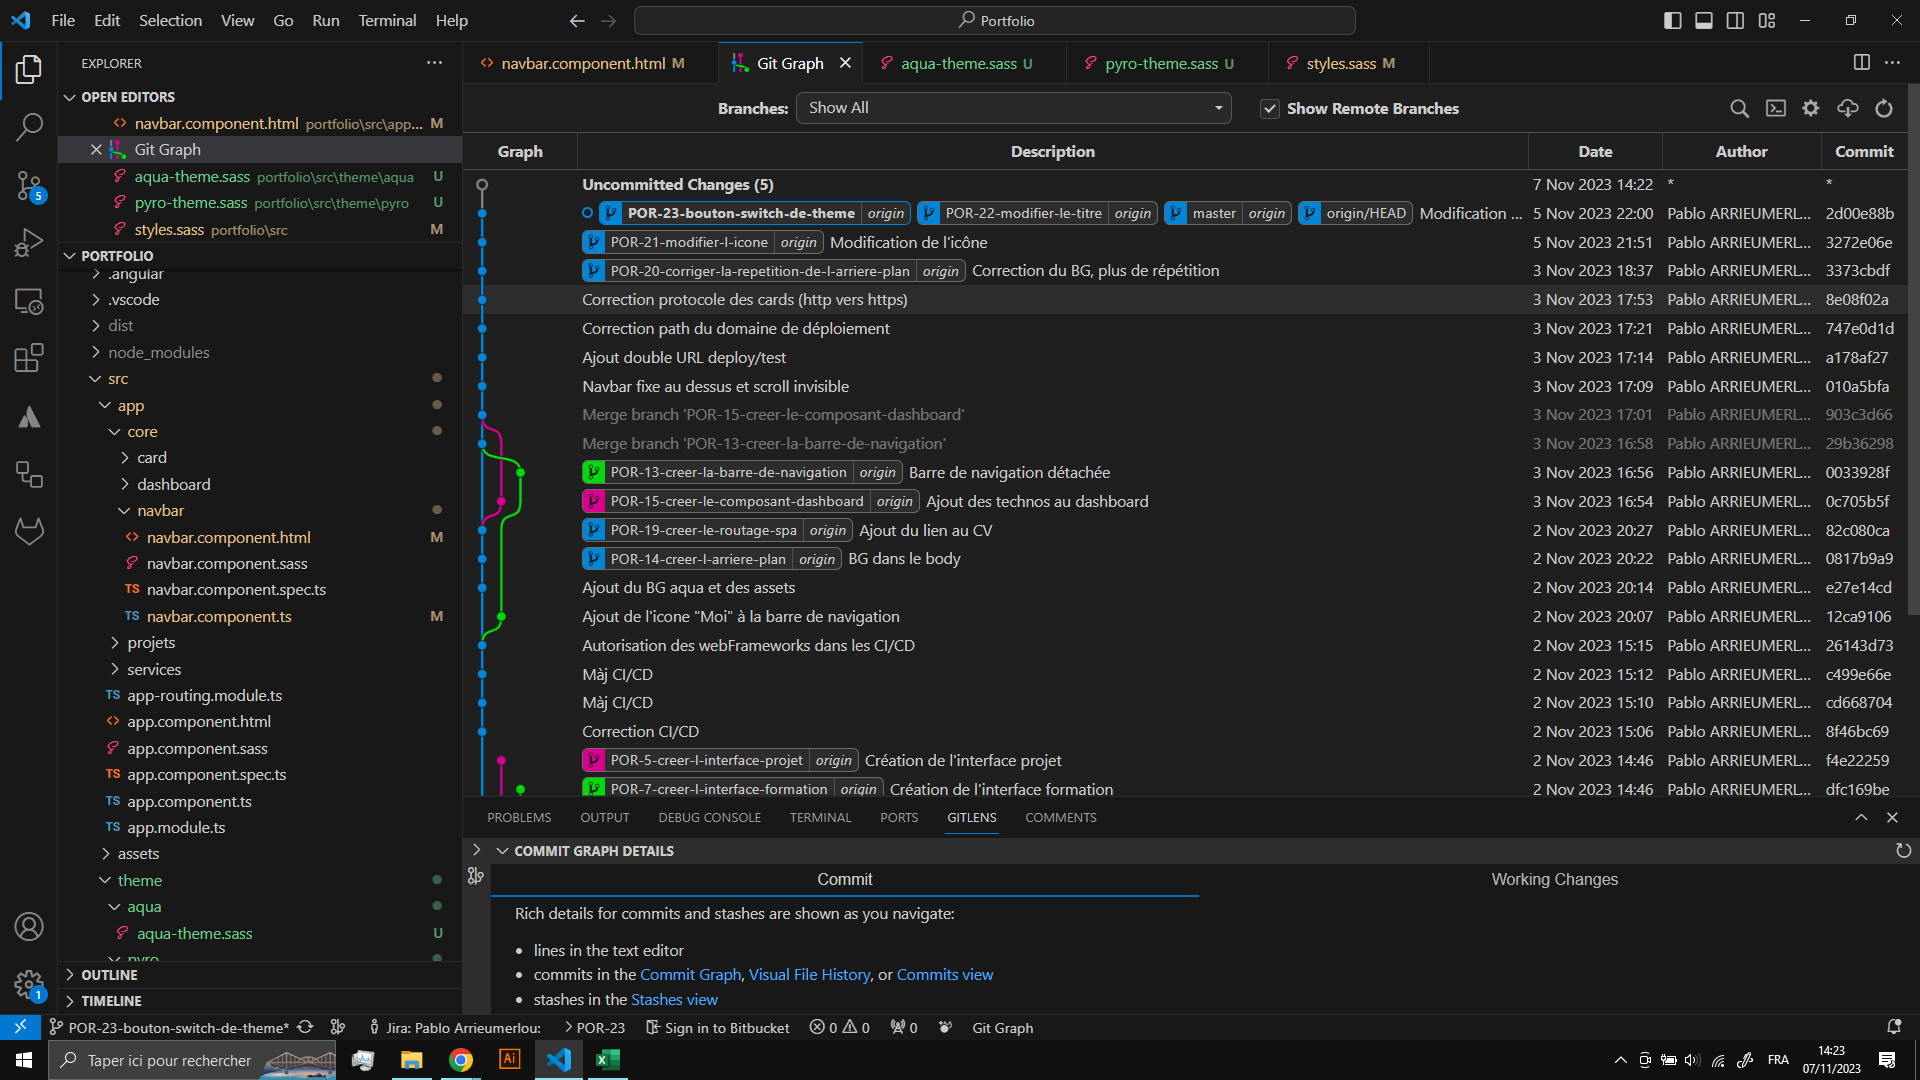 File Edit Selection View Go Run Terminal Help
Portfolio
EXPLORER
OPEN EDITORS
navbar.component.html portfolio\src\app... M
Git Graph
aqua-theme.sass portfolio\src\theme\aqua U
pyro-theme.sass portfolio\src\theme\pyro U
styles.sass portfolio\src M
PORTFOLIO
.angular
.vscode
dist
node_modules
src
app
core
card
dashboard
navbar
navbar.component.html M
navbar.component.sass
TS navbar.component.spec.ts
TS navbar.component.ts M
projets
services
TS app-routing.module.ts
app.component.html
app.component.sass
TS app.component.spec.ts
TS app.component.ts
TS app.module.ts
assets
theme
aqua
aqua-theme.sass U
pyro
OUTLINE
TIMELINE
5
1
navbar.component.html M
Git Graph
aqua-theme.sass U
pyro-theme.sass U
styles.sass M
Branches: Show All Show Remote Branches
Graph Description Date Author Commit
Uncommitted Changes (5) 7 Nov 2023 14:22 * *
POR-23-bouton-switch-de-theme origin POR-22-modifier-le-titre origin master origin origin/HEAD Modification ... 5 Nov 2023 22:00 Pablo ARRIEUMERL... 2d00e88b
POR-21-modifier-l-icone origin Modification de l'icône 5 Nov 2023 21:51 Pablo ARRIEUMERL... 3272e06e
POR-20-corriger-la-repetition-de-l-arriere-plan origin Correction du BG, plus de répétition 3 Nov 2023 18:37 Pablo ARRIEUMERL... 3373cbdf
Correction protocole des cards (http vers https) 3 Nov 2023 17:53 Pablo ARRIEUMERL... 8e08f02a
Correction path du domaine de déploiement 3 Nov 2023 17:21 Pablo ARRIEUMERL... 747e0d1d
Ajout double URL deploy/test 3 Nov 2023 17:14 Pablo ARRIEUMERL... a178af27
Navbar fixe au dessus et scroll invisible 3 Nov 2023 17:09 Pablo ARRIEUMERL... 010a5bfa
Merge branch 'POR-15-creer-le-composant-dashboard' 3 Nov 2023 17:01 Pablo ARRIEUMERL... 903c3d66
Merge branch 'POR-13-creer-la-barre-de-navigation' 3 Nov 2023 16:58 Pablo ARRIEUMERL... 29b36298
POR-13-creer-la-barre-de-navigation origin Barre de navigation détachée 3 Nov 2023 16:56 Pablo ARRIEUMERL... 0033928f
POR-15-creer-le-composant-dashboard origin Ajout des technos au dashboard 3 Nov 2023 16:54 Pablo ARRIEUMERL... 0c705b5f
POR-19-creer-le-routage-spa origin Ajout du lien au CV 2 Nov 2023 20:27 Pablo ARRIEUMERL... 82c080ca
POR-14-creer-l-arriere-plan origin BG dans le body 2 Nov 2023 20:22 Pablo ARRIEUMERL... 0817b9a9
Ajout du BG aqua et des assets 2 Nov 2023 20:14 Pablo ARRIEUMERL... e27e14cd
Ajout de l'icone "Moi" à la barre de navigation 2 Nov 2023 20:07 Pablo ARRIEUMERL... 12ca9106
Autorisation des webFrameworks dans les CI/CD 2 Nov 2023 15:15 Pablo ARRIEUMERL... 26143d73
Màj CI/CD 2 Nov 2023 15:12 Pablo ARRIEUMERL... c499e66e
Màj CI/CD 2 Nov 2023 15:10 Pablo ARRIEUMERL... cd668704
Correction CI/CD 2 Nov 2023 15:06 Pablo ARRIEUMERL... 8f46bc69
POR-5-creer-l-interface-projet origin Création de l'interface projet 2 Nov 2023 14:46 Pablo ARRIEUMERL... f4e22259
POR-7-creer-l-interface-formation origin Création de l'interface formation 2 Nov 2023 14:46 Pablo ARRIEUMERL... dfc169be
PROBLEMS OUTPUT DEBUG CONSOLE TERMINAL PORTS GITLENS COMMENTS
COMMIT GRAPH DETAILS
Commit Working Changes
Rich details for commits and stashes are shown as you navigate:
• lines in the text editor
• commits in the Commit Graph, Visual File History, or Commits view
• stashes in the Stashes view
POR-23-bouton-switch-de-theme* Jira: Pablo Arrieumerlou: POR-23 Sign in to Bitbucket 0 0 0 Git Graph
Taper ici pour rechercher
Ai
FRA
14:23
07/11/2023